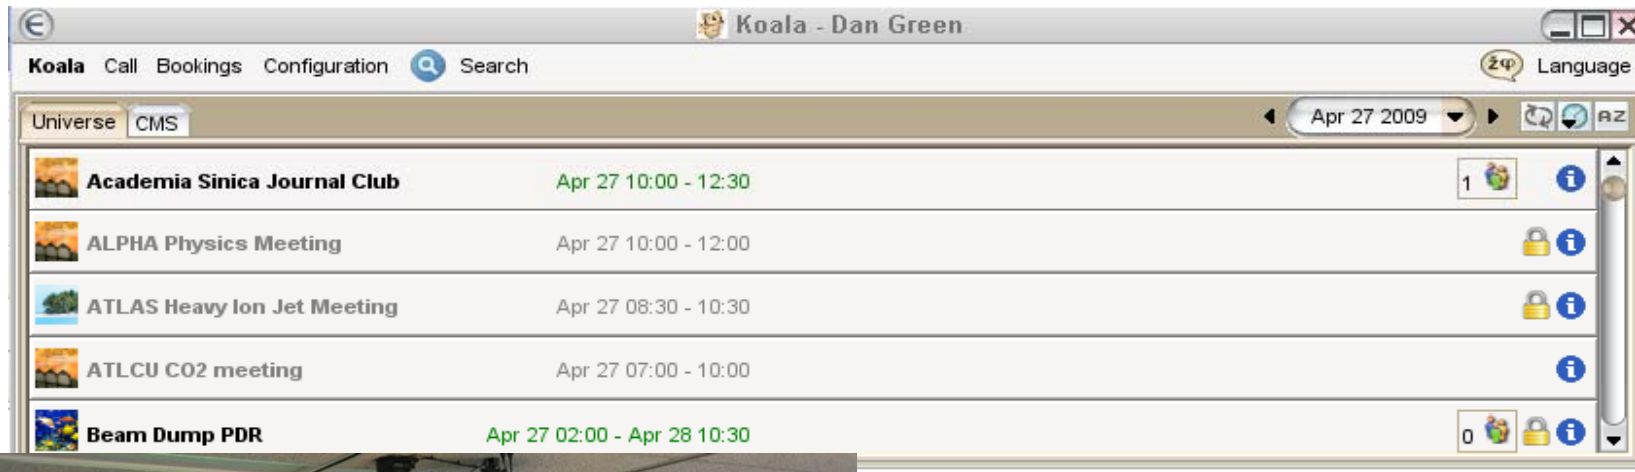 Koala - Dan Green
Koala Call Bookings Configuration Search Language
Universe CMS Apr 27 2009 AZ
Academia Sinica Journal Club Apr 27 10:00 - 12:30 1
ALPHA Physics Meeting Apr 27 10:00 - 12:00
ATLAS Heavy Ion Jet Meeting Apr 27 08:30 - 10:30
ATLCU CO2 meeting Apr 27 07:00 - 10:00
Beam Dump PDR Apr 27 02:00 - Apr 28 10:30 0